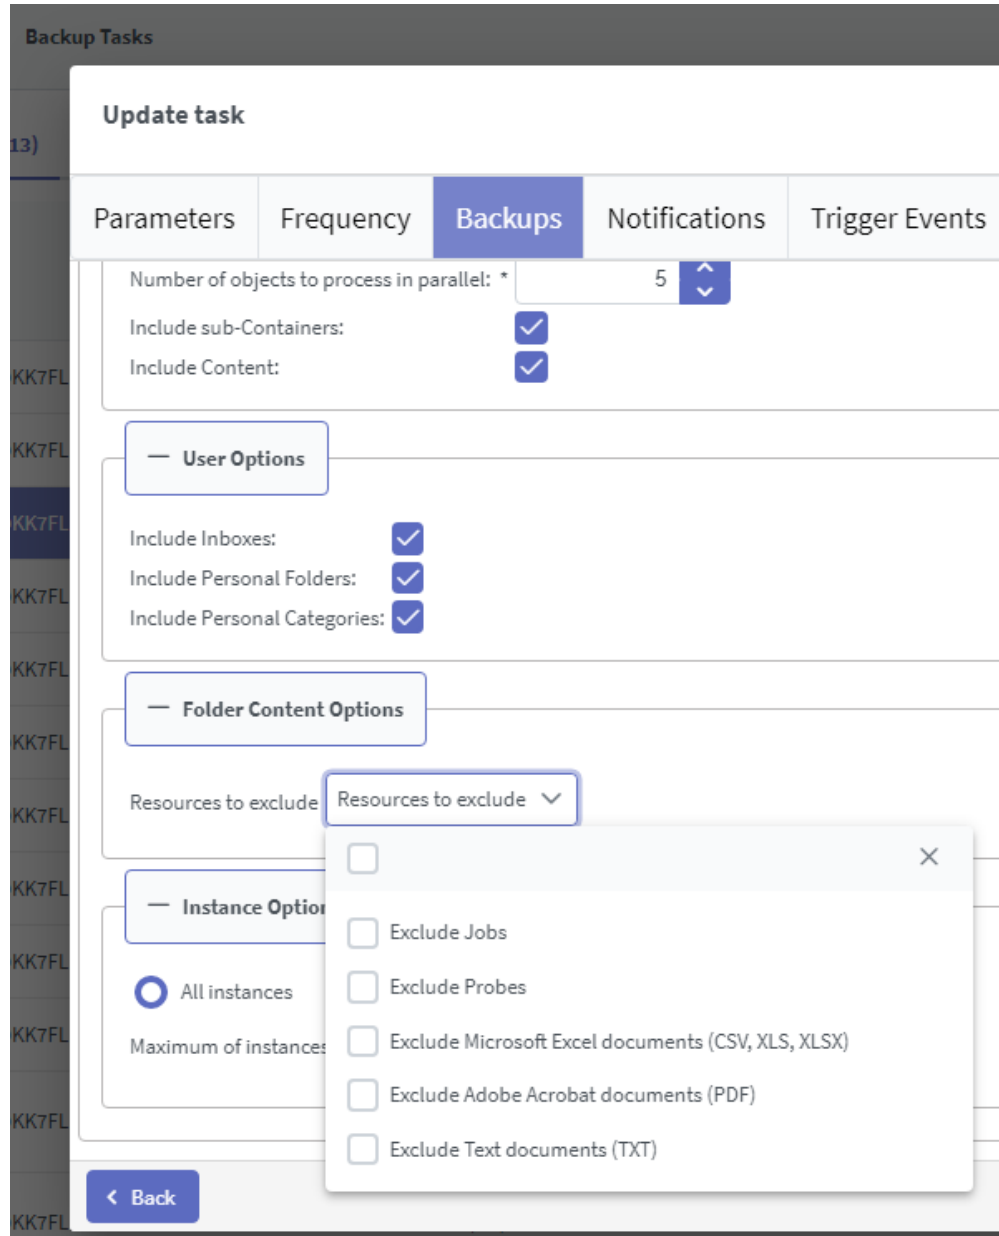 Backup Tasks
Update task
13)
Parameters Frequency Backups Notifications Trigger Events
Number of objects to process in parallel: * 5
Include sub-Containers:
Include Content:
KK7FL
KK7FL
— User Options
KK7FL
Include Inboxes:
Include Personal Folders:
KK7FL
Include Personal Categories:
KK7FL
— Folder Content Options
KK7FL
Resources to exclude Resources to exclude
KK7FL
KK7FL
— Instance Option
Exclude Jobs
KK7FL
All instances
Exclude Probes
KK7FL
Maximum of instances
Exclude Microsoft Excel documents (CSV, XLS, XLSX)
Exclude Adobe Acrobat documents (PDF)
KK7FL
Exclude Text documents (TXT)
Back
KK7FL